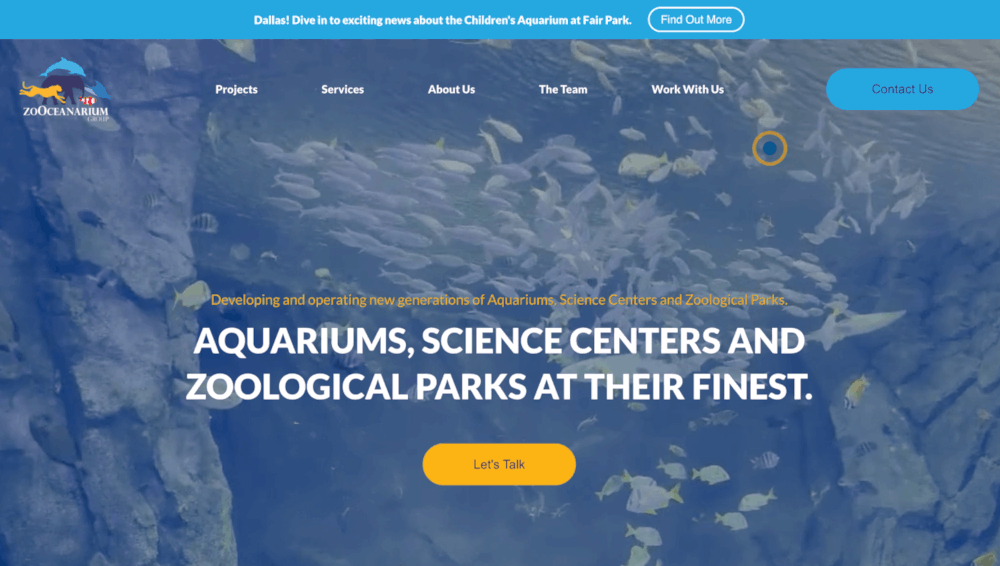 Dallas! Dive in to exciting news about the Children's Aquarium at Fair Park. Find Out More
ZOOCEANARIUM
GROUP
Projects Services About Us The Team Work With Us Contact Us
Developing and operating new generations of Aquariums, Science Centers and Zoological Parks.
AQUARIUMS, SCIENCE CENTERS AND
ZOOLOGICAL PARKS AT THEIR FINEST.
Let's Talk